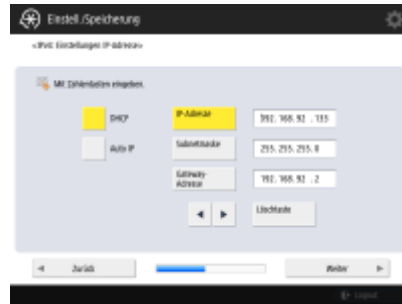 Einstell./Speicherung
<IPv4: Einstellungen IP-Adresse>
Mit Zahlentasten eingeben.
DHCP
IP-Adresse
192. 168. 92 . 133
Auto IP
Subnetmaske
255. 255. 255. 0
Gateway-
Adresse
192. 168. 92 . 2
◀ ▶
Löschtaste
◀ Zurück
Weiter ▶
Logout